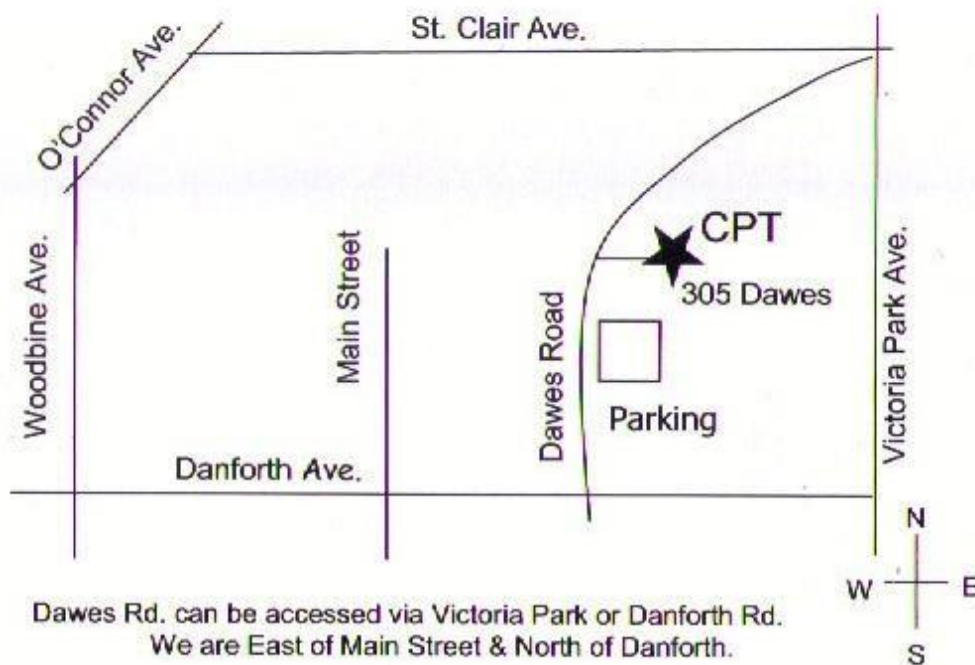 St. Clair Ave.
O'Connor Ave.
CPT
305 Dawes
Woodbine Ave.
Main Street
Dawes Road
Victoria Park Ave.
Parking
Danforth Ave.
N
W
E
S
Dawes Rd. can be accessed via Victoria Park or Danforth Rd.
We are East of Main Street & North of Danforth.